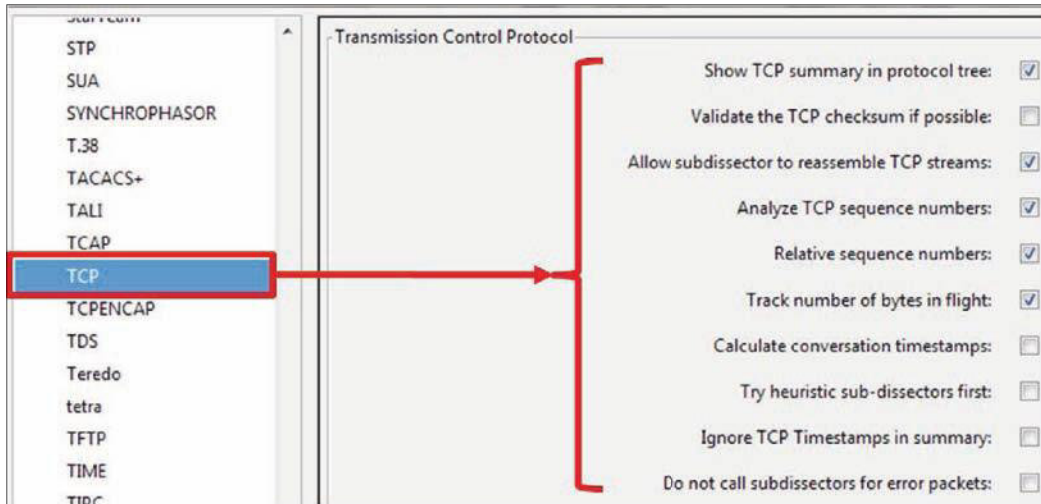 STP
SUA
SYNCHROPHASOR
T.38
TACACS+
TALI
TCAP
TCP
TCPENCAP
TDS
Teredo
tetra
TFTP
TIME
Transmission Control Protocol
Show TCP summary in protocol tree:
Validate the TCP checksum if possible:
Allow subdissector to reassemble TCP streams:
Analyze TCP sequence numbers:
Relative sequence numbers:
Track number of bytes in flight:
Calculate conversation timestamps:
Try heuristic sub-dissectors first:
Ignore TCP Timestamps in summary:
Do not call subdissectors for error packets: